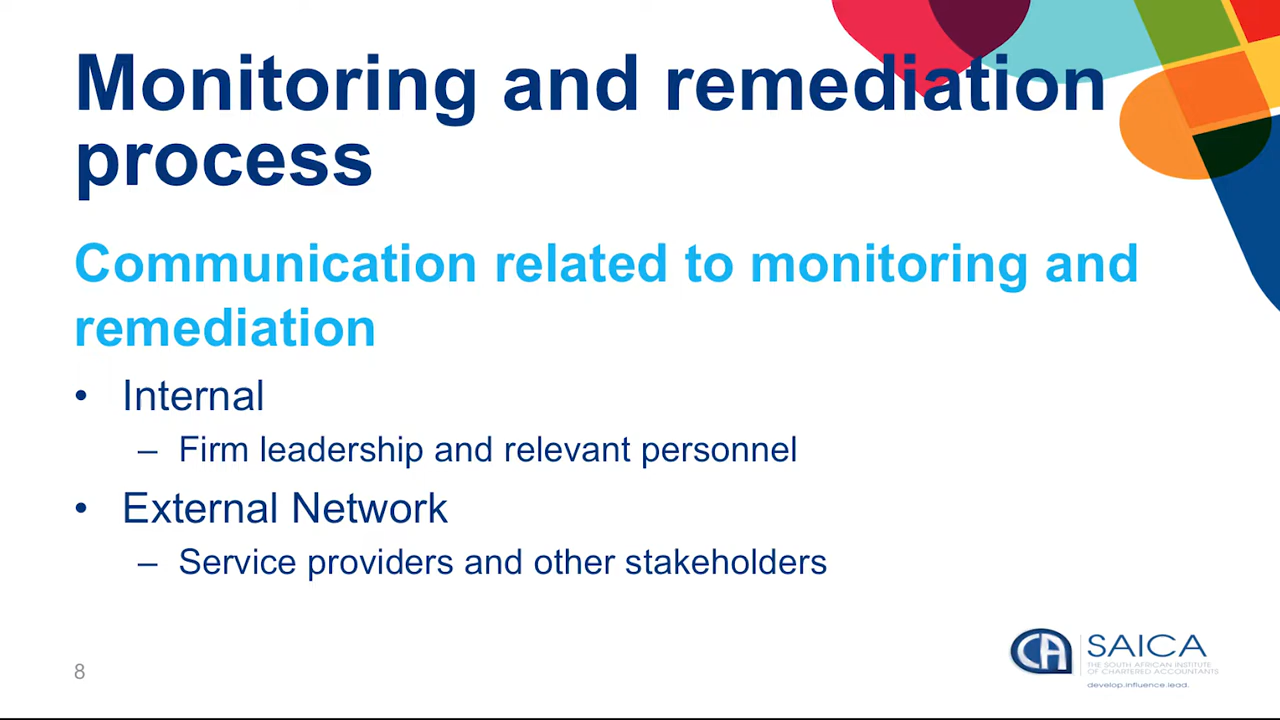 Monitoring and remediation
process
Communication related to monitoring and
remediation
• Internal
– Firm leadership and relevant personnel
• External Network
– Service providers and other stakeholders
8
CA
SAICA
THE SOUTH AFRICAN INSTITUTE
OF CHARTERED ACCOUNTANTS
develop.influence.lead.